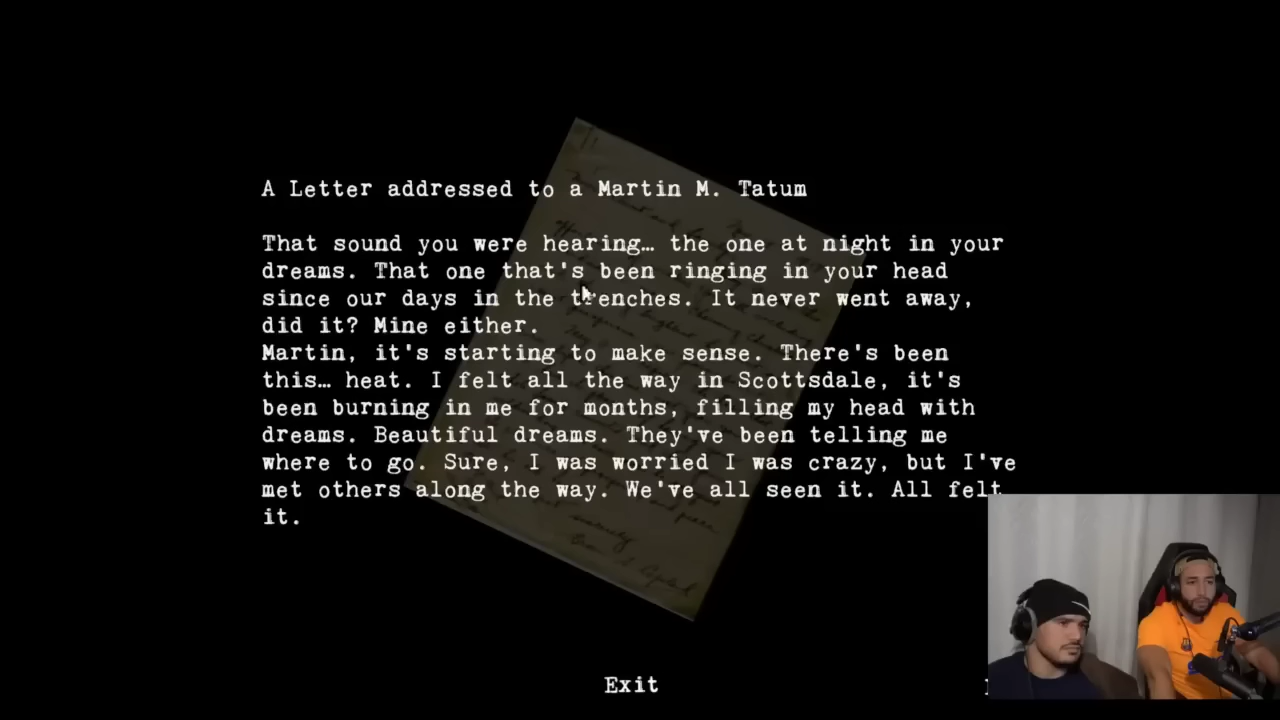 A Letter addressed to a Martin M. Tatum
That sound you were hearing… the one at night in your
dreams. That one that's been ringing in your head
since our days in the trenches. It never went away,
did it? Mine either.
Martin, it's starting to make sense. There's been
this… heat. I felt all the way in Scottsdale, it's
been burning in me for months, filling my head with
dreams. Beautiful dreams. They've been telling me
where to go. Sure, I was worried I was crazy, but I've
met others along the way. We've all seen it. All felt
it.
Exit